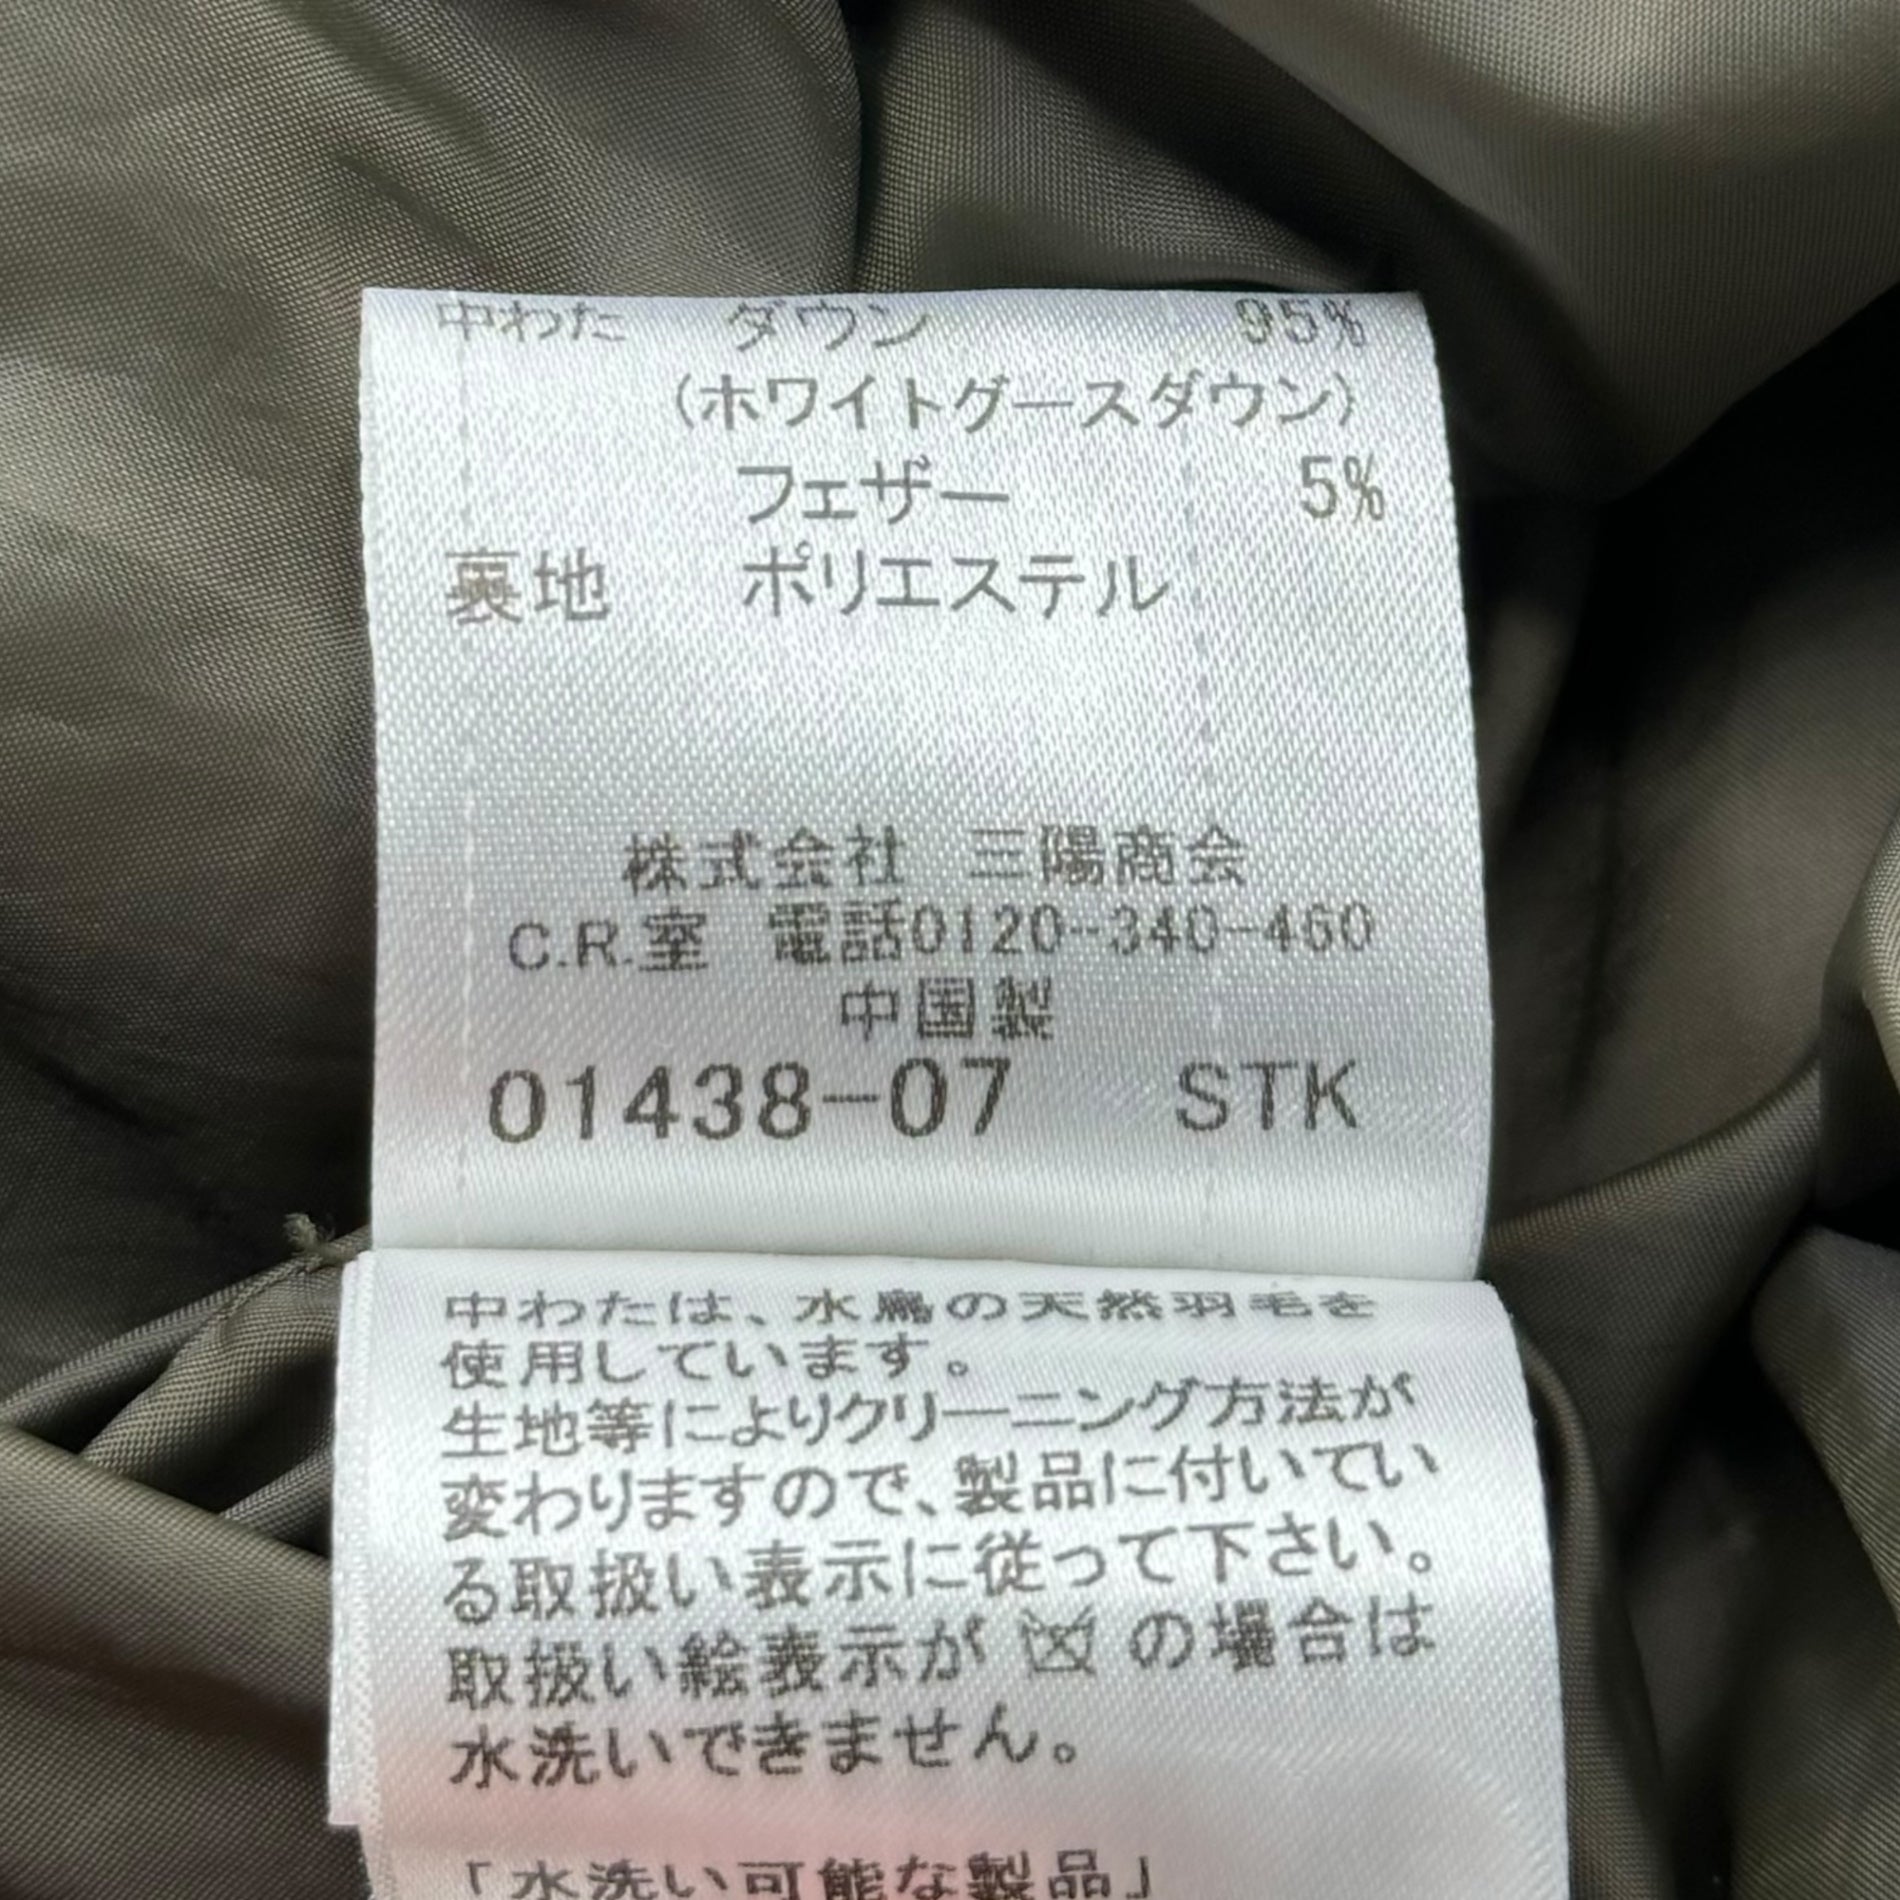 中わた ダウン 95%
(ホワイトグースダウン)
フェザー 5%
裏地 ポリエステル
株式会社 三陽商会
C.R.室 電話0120-340-460
中国製
01438-07 STK
中わたは、水鳥の天然羽毛を
使用しています。
生地等によりクリーニング方法が
変わりますので、製品に付いてい
る取扱い表示に従って下さい。
取扱い絵表示が の場合は
水洗いできません。
「水洗い可能な製品」